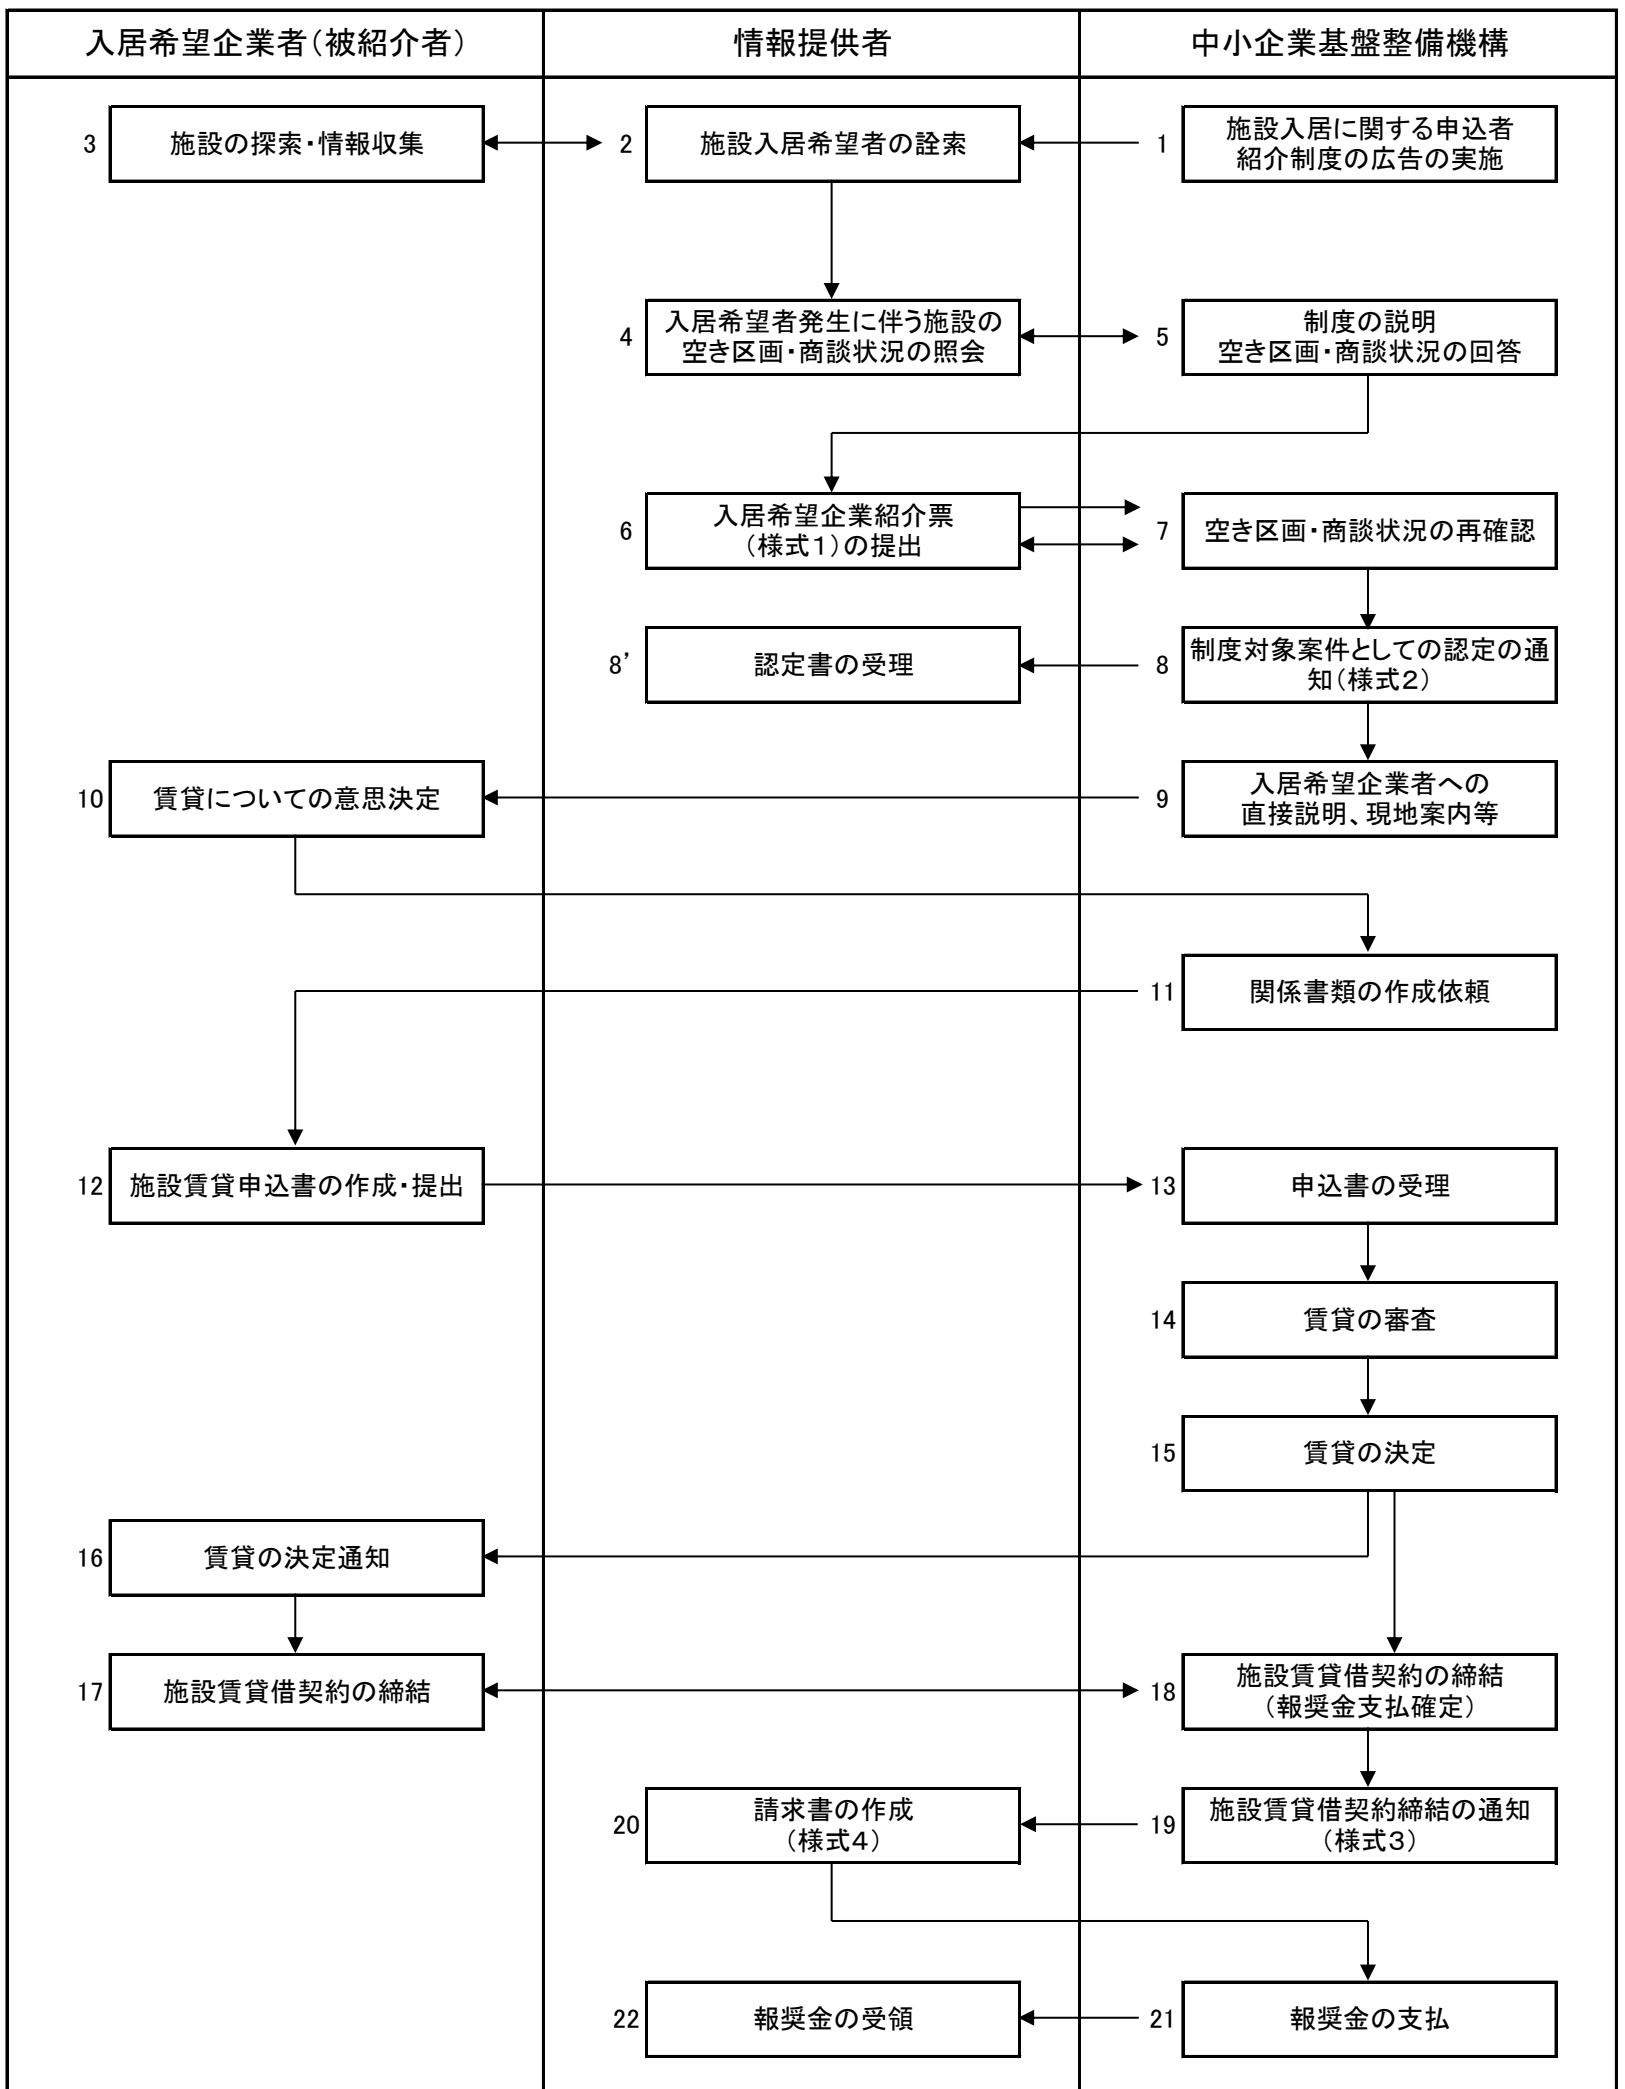 入居希望企業者（被紹介者）
情報提供者
中小企業基盤整備機構
3
施設の探索・情報収集
2
施設入居希望者の詮索
1
施設入居に関する申込者
紹介制度の広告の実施
4
入居希望者発生に伴う施設の
空き区画・商談状況の照会
5
制度の説明
空き区画・商談状況の回答
6
入居希望企業紹介票
（様式１）の提出
7
空き区画・商談状況の再確認
8’
認定書の受理
8
制度対象案件としての認定の通
知（様式２）
10
賃貸についての意思決定
9
入居希望企業者への
直接説明、現地案内等
11
関係書類の作成依頼
12
施設賃貸申込書の作成・提出
13
申込書の受理
14
賃貸の審査
15
賃貸の決定
16
賃貸の決定通知
17
施設賃貸借契約の締結
18
施設賃貸借契約の締結
（報奨金支払確定）
20
請求書の作成
（様式４）
19
施設賃貸借契約締結の通知
（様式３）
22
報奨金の受領
21
報奨金の支払